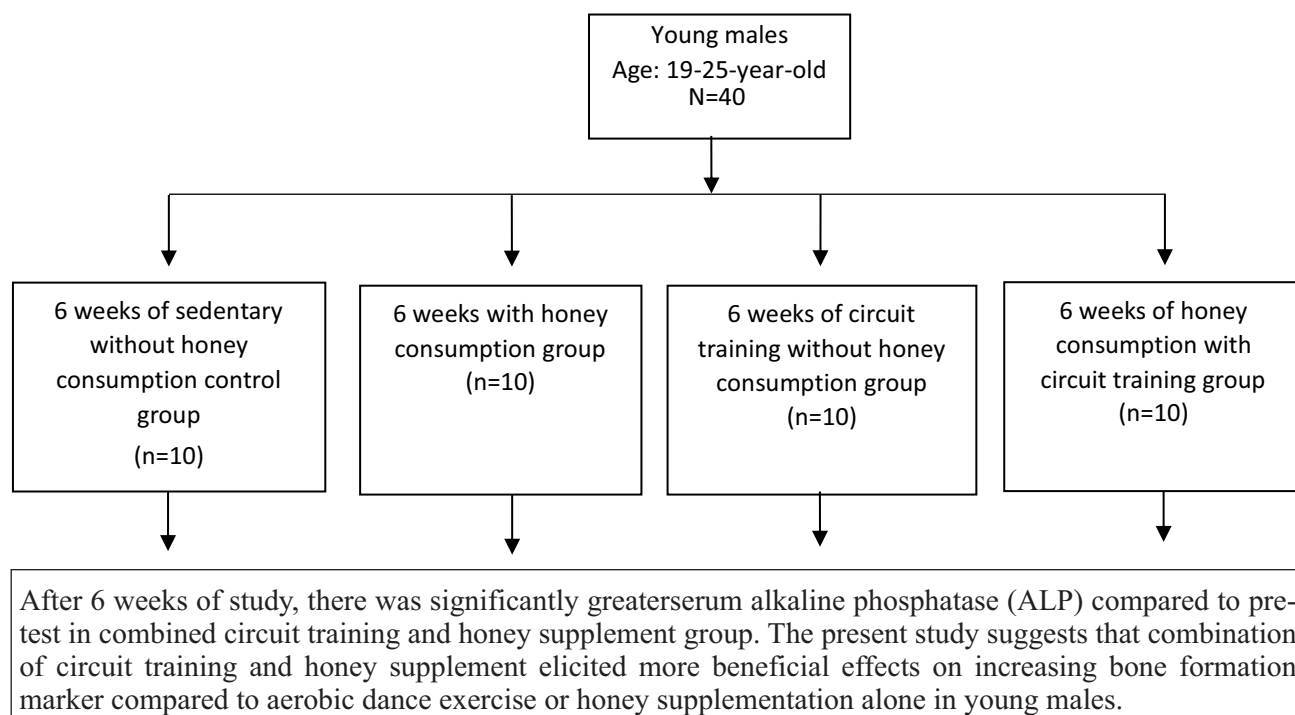 Young males
Age: 19-25-year-old
N=40
6 weeks of sedentary
without honey
consumption control
group
(n=10)
6 weeks with honey
consumption group
(n=10)
6 weeks of circuit
training without honey
consumption group
(n=10)
6 weeks of honey
consumption with
circuit training group
(n=10)
After 6 weeks of study, there was significantly greaterserum alkaline phosphatase (ALP) compared to pre-
test in combined circuit training and honey supplement group. The present study suggests that combination
of circuit training and honey supplement elicited more beneficial effects on increasing bone formation
marker compared to aerobic dance exercise or honey supplementation alone in young males.